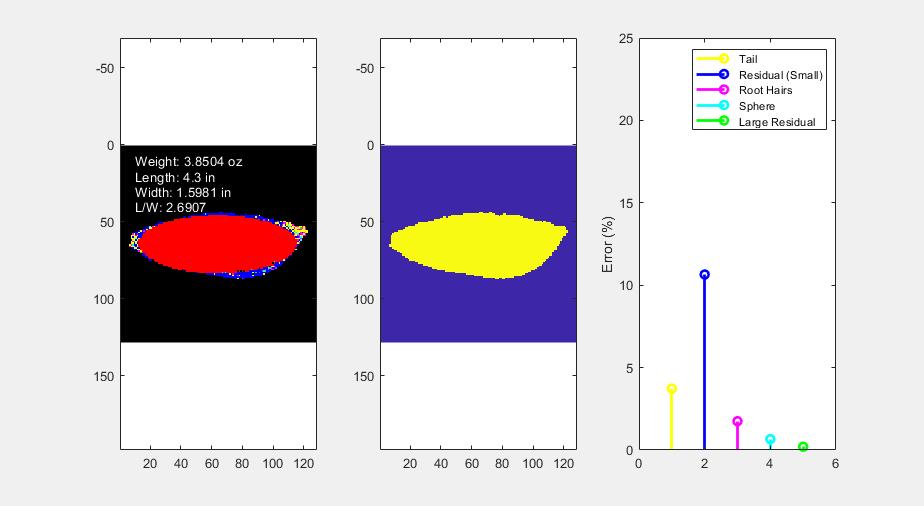 -50
0
50
100
150
20 40 60 80 100 120
Weight: 3.8504 oz
Length: 4.3 in
Width: 1.5981 in
L/W: 2.6907
-50
0
50
100
150
20 40 60 80 100 120
Error (%)
25
20
15
10
5
0
0 2 4 6
Tail
Residual (Small)
Root Hairs
Sphere
Large Residual